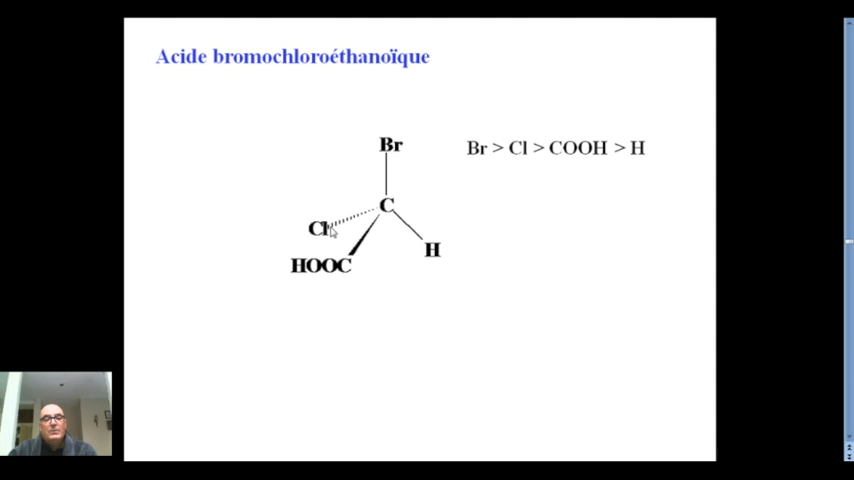 Acide bromochloroéthanoïque
Br
Br > Cl > COOH > H
C
Cl
H
HOOC